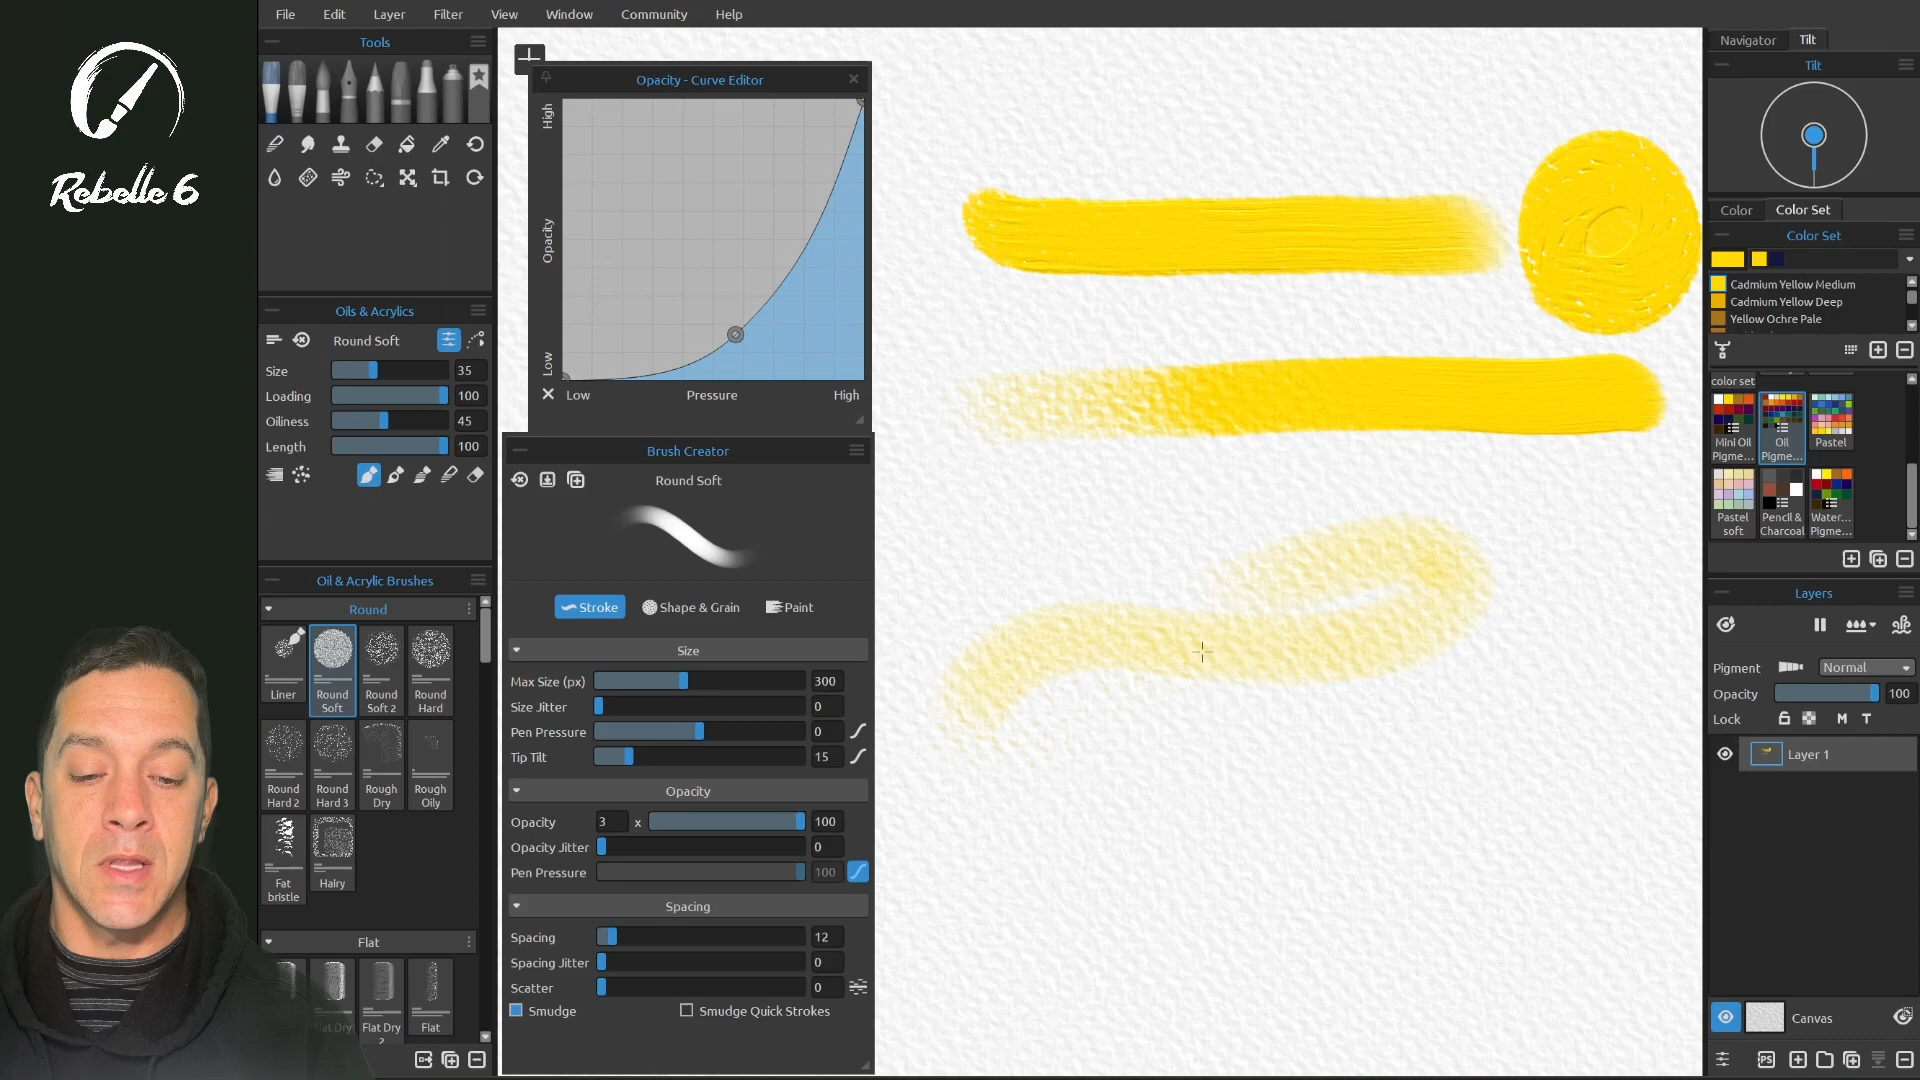 Rebelle 6
File Edit Layer Filter View Window Community Help
Tools
Oils & Acrylics
Round Soft
Size 35
Loading 100
Oiliness 45
Length 100
Oil & Acrylic Brushes
Round
Liner
Round Soft
Round Soft 2
Round Hard
Round Hard 2
Round Hard 3
Rough Dry
Rough Oily
Fat bristle
Hairy
Flat
Flat Dry
Flat Dry 2
Flat
Opacity - Curve Editor
High
Opacity
Low
Low Pressure High
Brush Creator
Round Soft
Stroke Shape & Grain Paint
Size
Max Size (px) 300
Size Jitter 0
Pen Pressure 0
Tip Tilt 15
Opacity
Opacity 3 x 100
Opacity Jitter 0
Pen Pressure 100
Spacing
Spacing 12
Spacing Jitter 0
Scatter 0
Smudge Smudge Quick Strokes
Navigator Tilt
Tilt
Color Color Set
Color Set
Cadmium Yellow Medium
Cadmium Yellow Deep
Yellow Ochre Pale
color set
Mini Oil Pigme...
Oil Pigme...
Pastel
Pastel soft
Pencil & Charcoal
Water... Pigme...
Layers
Pigment Normal
Opacity 100
Lock M T
Layer 1
Canvas
PS